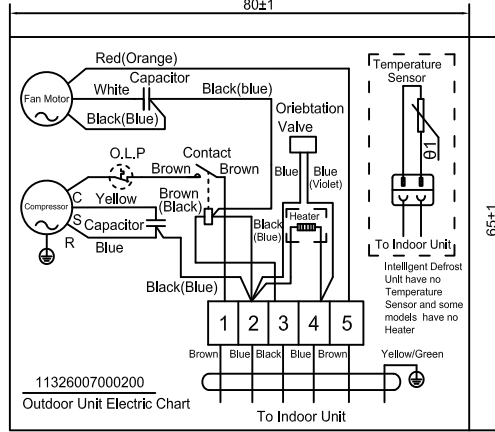 80±1
65±1
Red(Orange)
Capacitor
White
Black(blue)
Fan Motor
Black(Blue)
Temperature
Sensor
Oriebtation
Valve
θ1
O.L.P
Contact
Brown
Brown
Blue
Blue
(Violet)
C
Yellow
Brown
(Black)
Compressor
S
Capacitor
R
Blue
Black
(Blue)
Heater
To Indoor Unit
Black(Blue)
Intelligent Defrost
Unit have no
Temperature
Sensor and some
models have no
Heater
1 2 3 4 5
Brown Blue Black Blue Brown
Yellow/Green
11326007000200
Outdoor Unit Electric Chart
To Indoor Unit